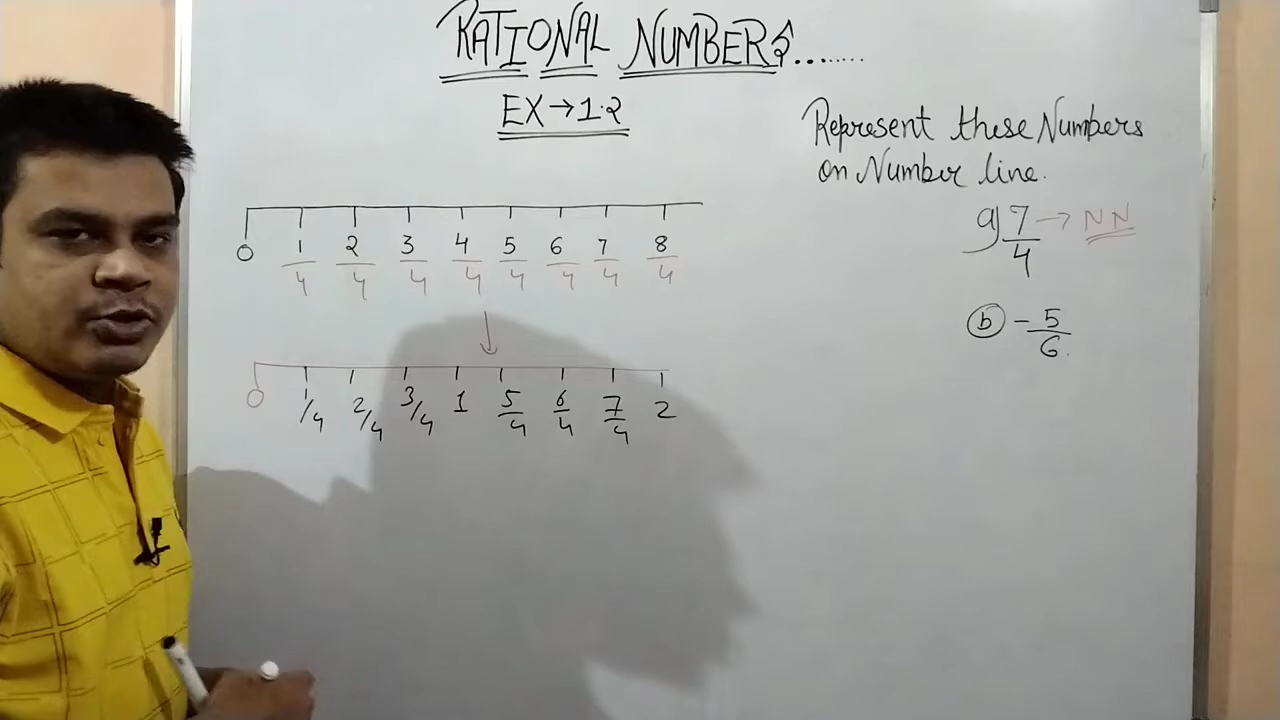 RATIONAL NUMBERS........
EX→1.2
Represent these Numbers
on Number line.
a) 7/4 → NN
b) -5/6.
0 1/4 2/4 3/4 4/4 5/4 6/4 7/4 8/4
↓
0 1/4 2/4 3/4 1 5/4 6/4 7/4 2